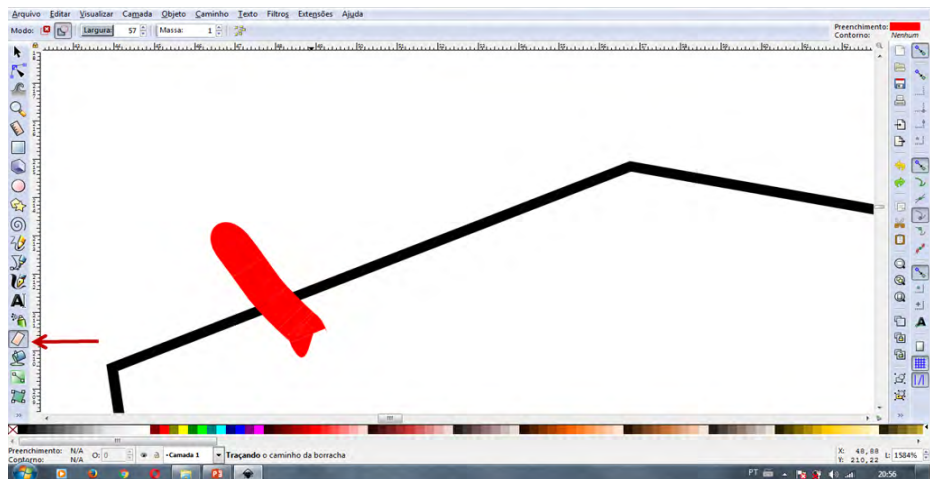 Arquivo Editar Visualizar Camada Objeto Caminho Texto Filtros Extensões Ajuda
Modo: Largura: 57 Massa: 1
Preenchimento:
Contorno: Nenhum
Preenchimento: N/A
Contorno: N/A
O: 0
-Camada 1
Traçando o caminho da borracha
X: 48,88
Y: 210,22
L: 1584%
PT
20:56